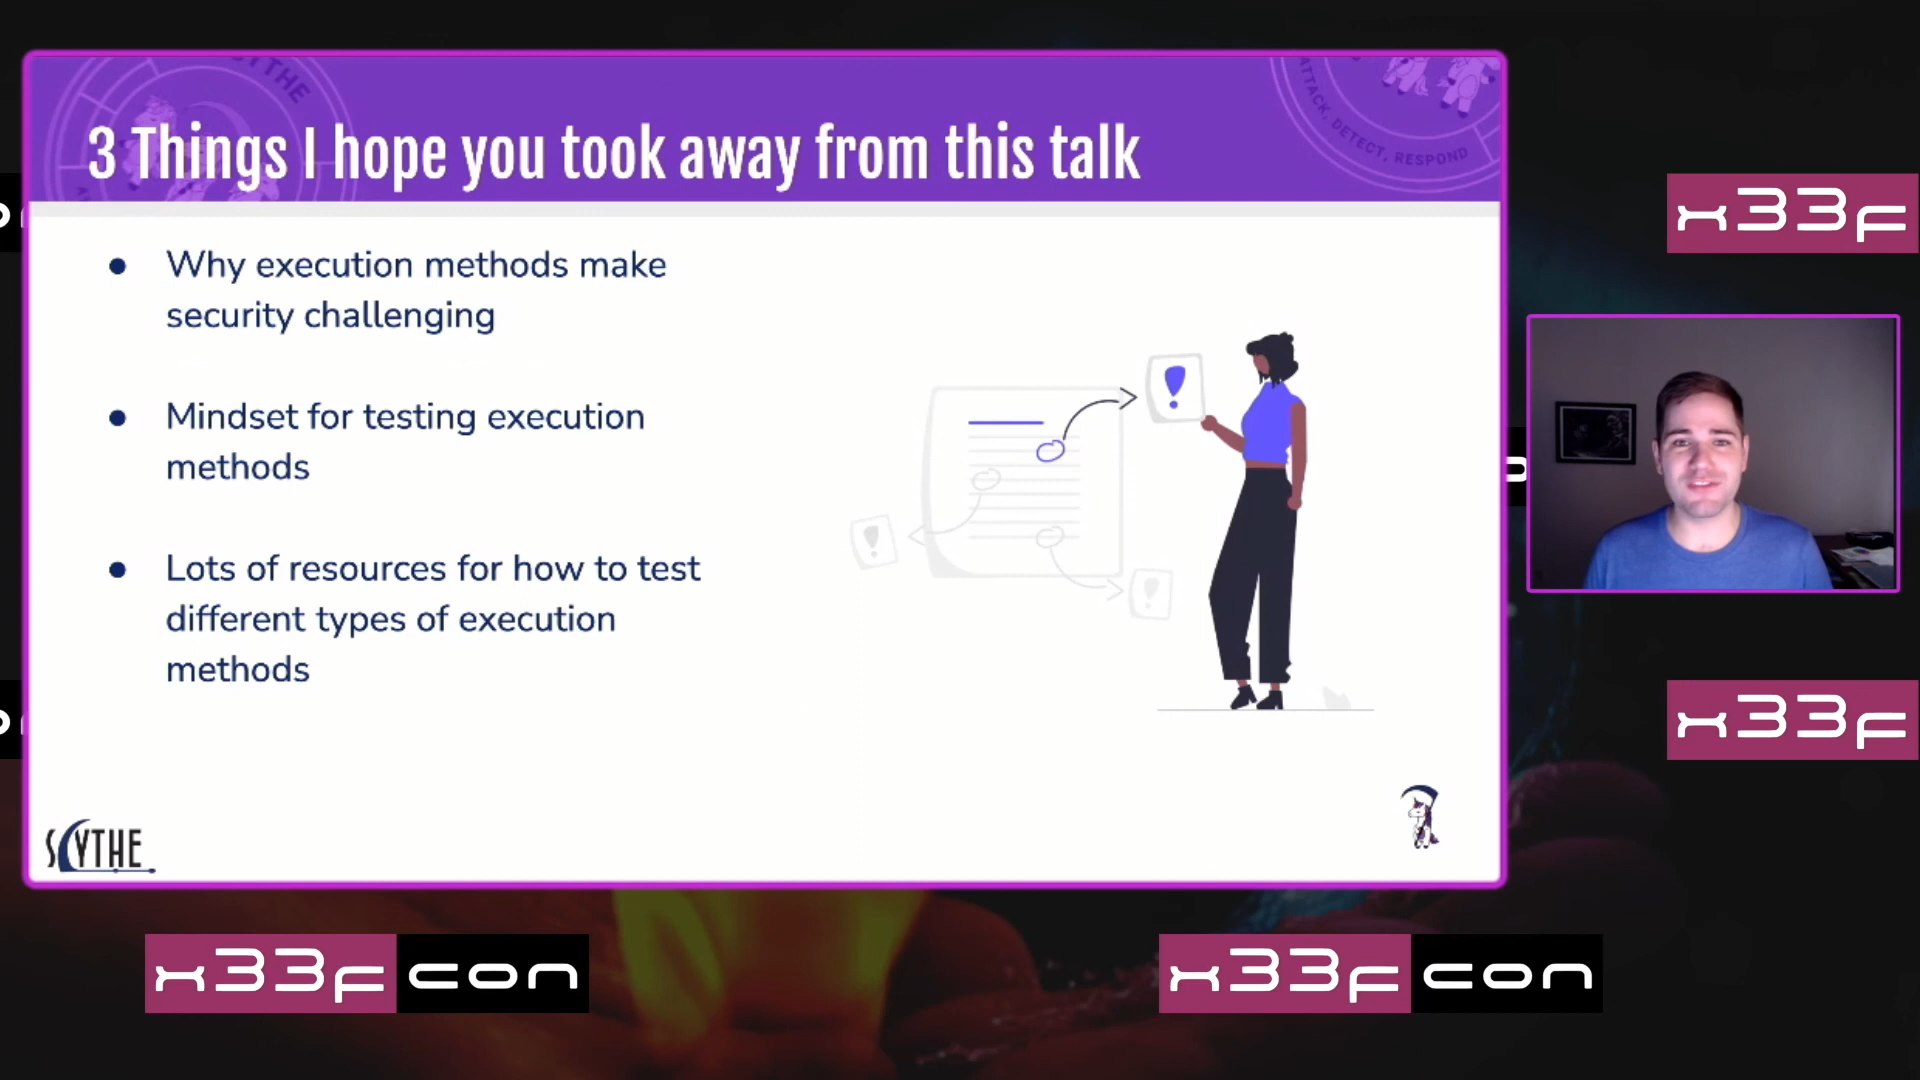 SYTHE
ATTACK, DETECT, RESPOND
3 Things I hope you took away from this talk
Why execution methods make
security challenging
Mindset for testing execution
methods
Lots of resources for how to test
different types of execution
methods
SCYTHE
x33f
x33f
x33fcon
x33fcon